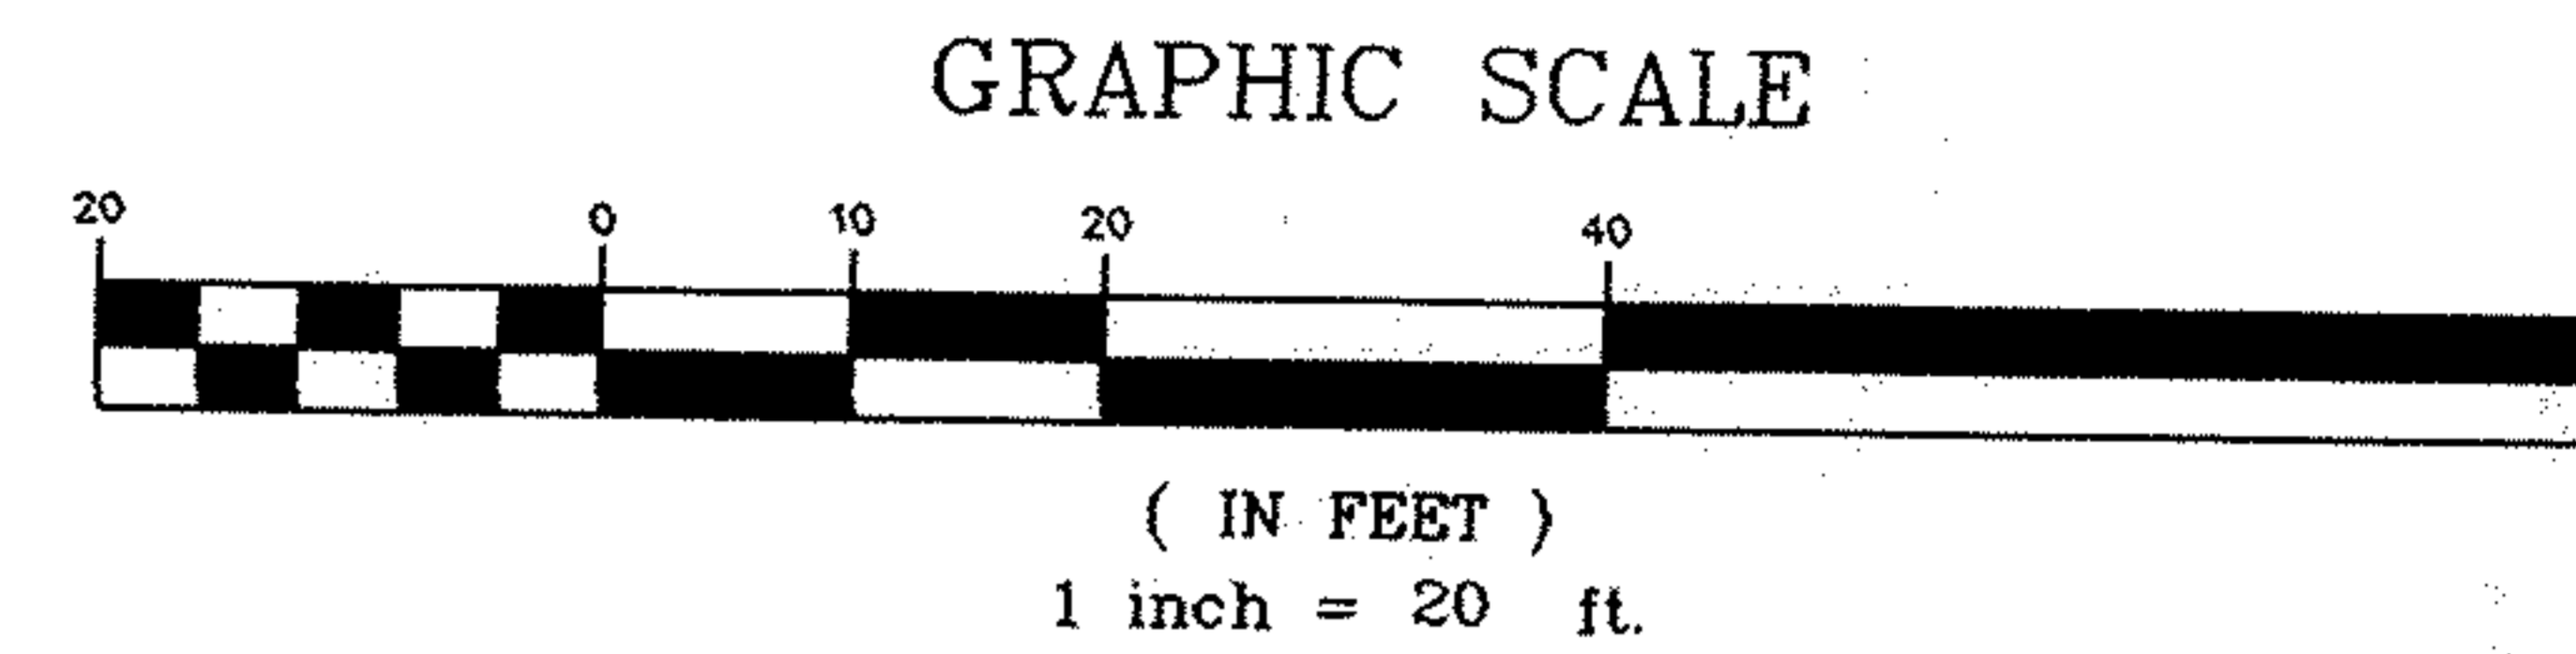 GRAPHIC SCALE
20 0 10 20 40
( IN FEET )
1 inch = 20 ft.